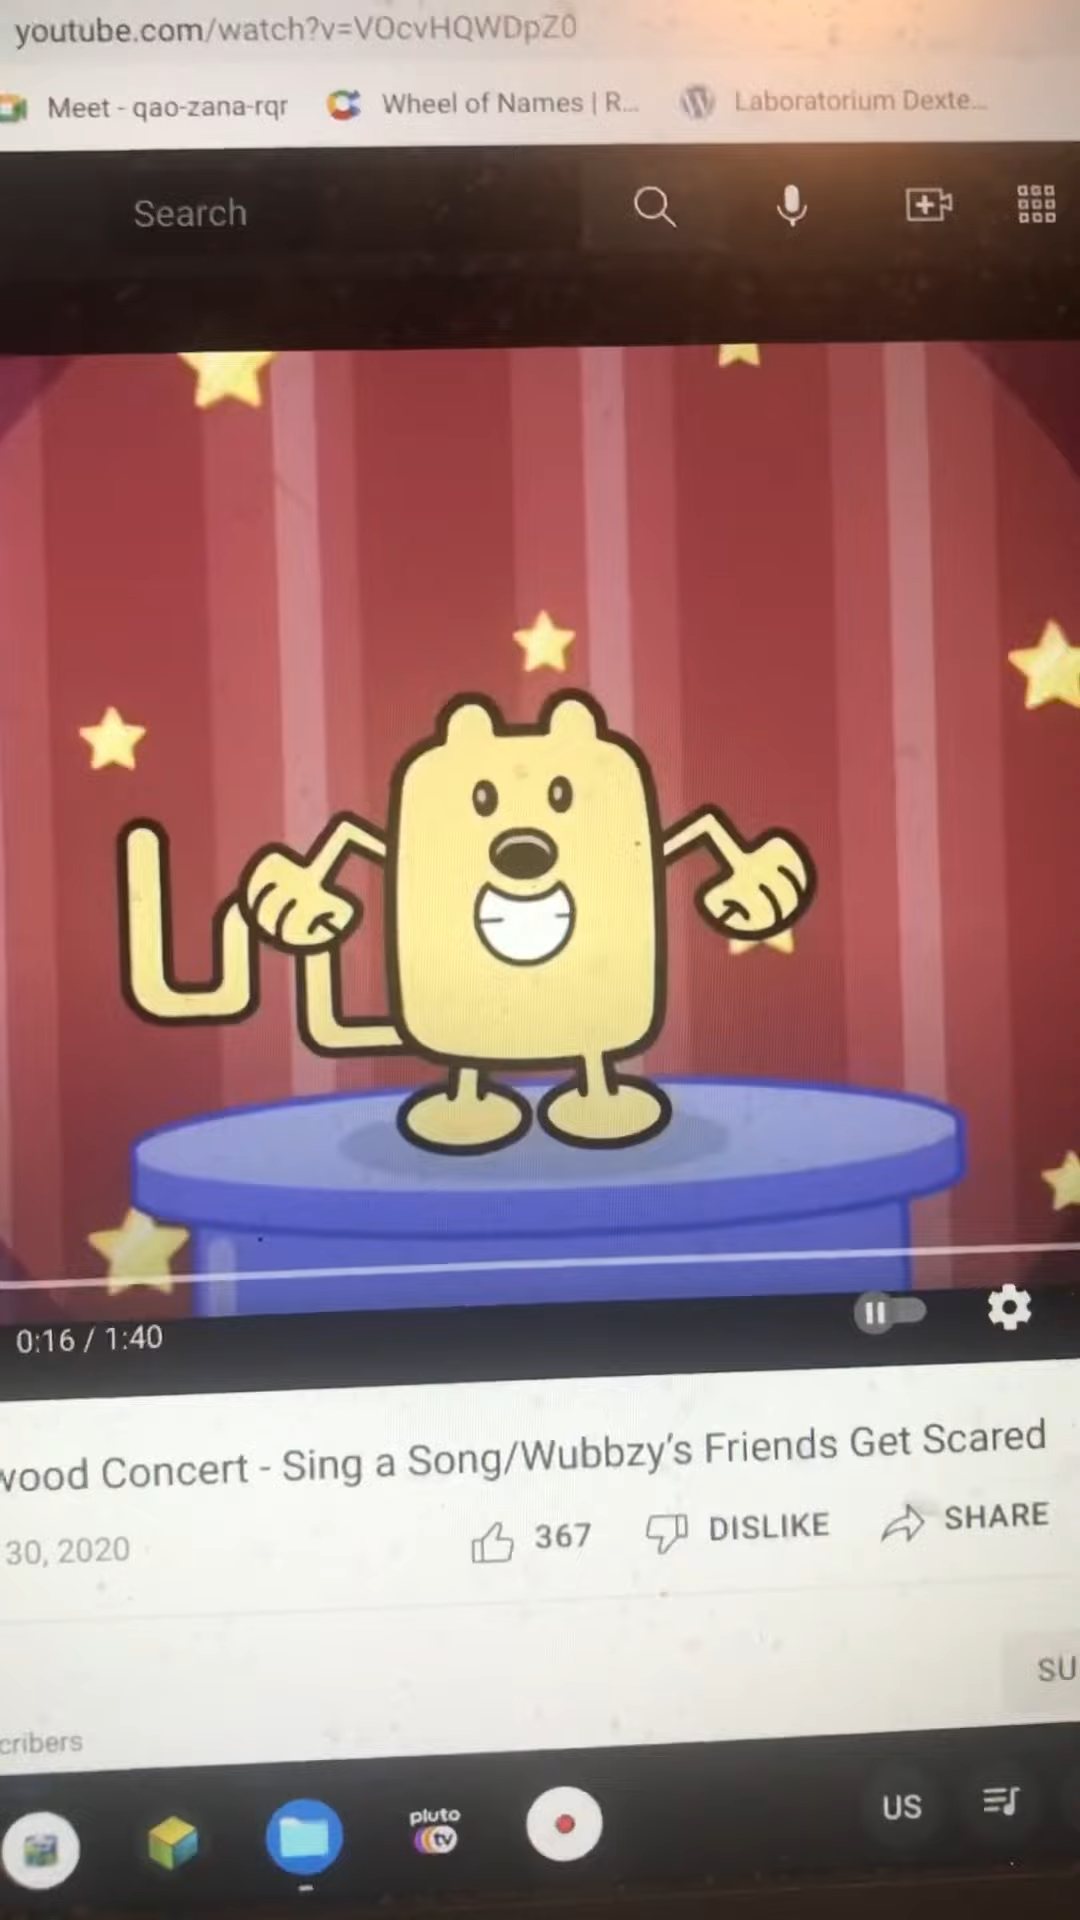 youtube.com/watch?v=VOcvHQWDpZ0
Meet - qao-zana-rqr
Wheel of Names | R...
Laboratorium Dexte...
Search
0:16 / 1:40
wood Concert - Sing a Song/Wubbzy's Friends Get Scared
30, 2020
367
DISLIKE
SHARE
SU
cribers
pluto
tv
US